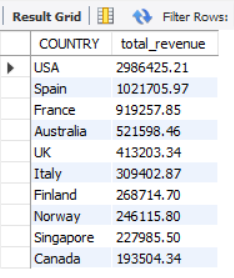 Result Grid Filter Rows:
COUNTRY total_revenue
USA 2986425.21
Spain 1021705.97
France 919257.85
Australia 521598.46
UK 413203.34
Italy 309402.87
Finland 268714.70
Norway 246115.80
Singapore 227985.50
Canada 193504.34